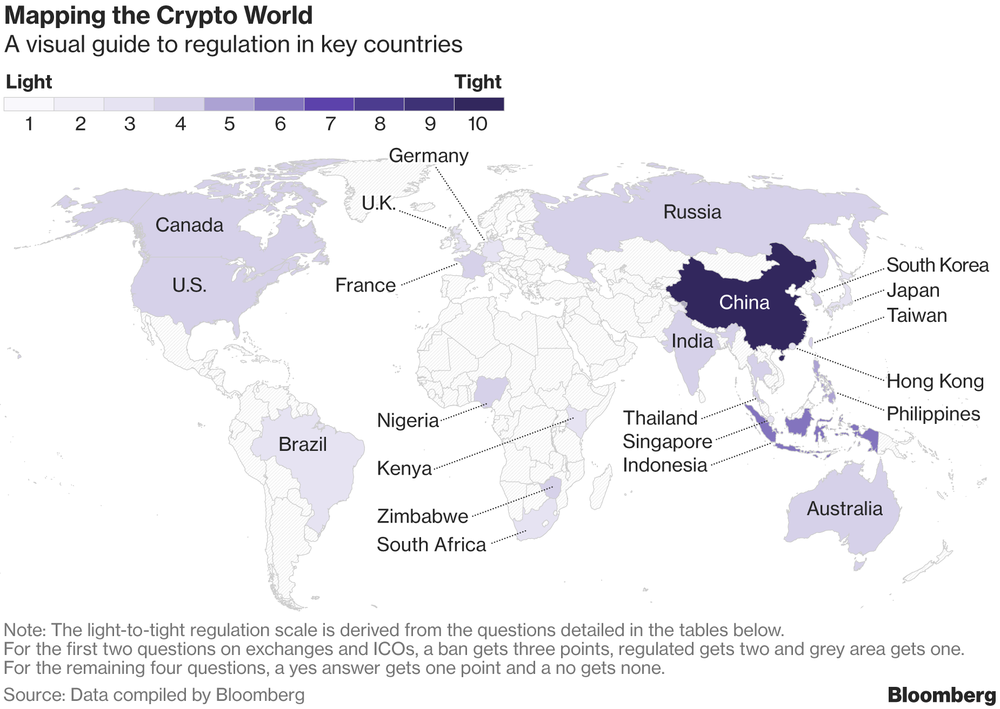 Mapping the Crypto World
A visual guide to regulation in key countries
Light Tight
1 2 3 4 5 6 7 8 9 10
Germany
U.K.
Canada
Russia
France
U.S.
South Korea
China
Japan
Taiwan
India
Hong Kong
Nigeria
Thailand
Philippines
Brazil
Singapore
Kenya
Indonesia
Zimbabwe
Australia
South Africa
Note: The light-to-tight regulation scale is derived from the questions detailed in the tables below.
For the first two questions on exchanges and ICOs, a ban gets three points, regulated gets two and grey area gets one.
For the remaining four questions, a yes answer gets one point and a no gets none.
Source: Data compiled by Bloomberg
Bloomberg